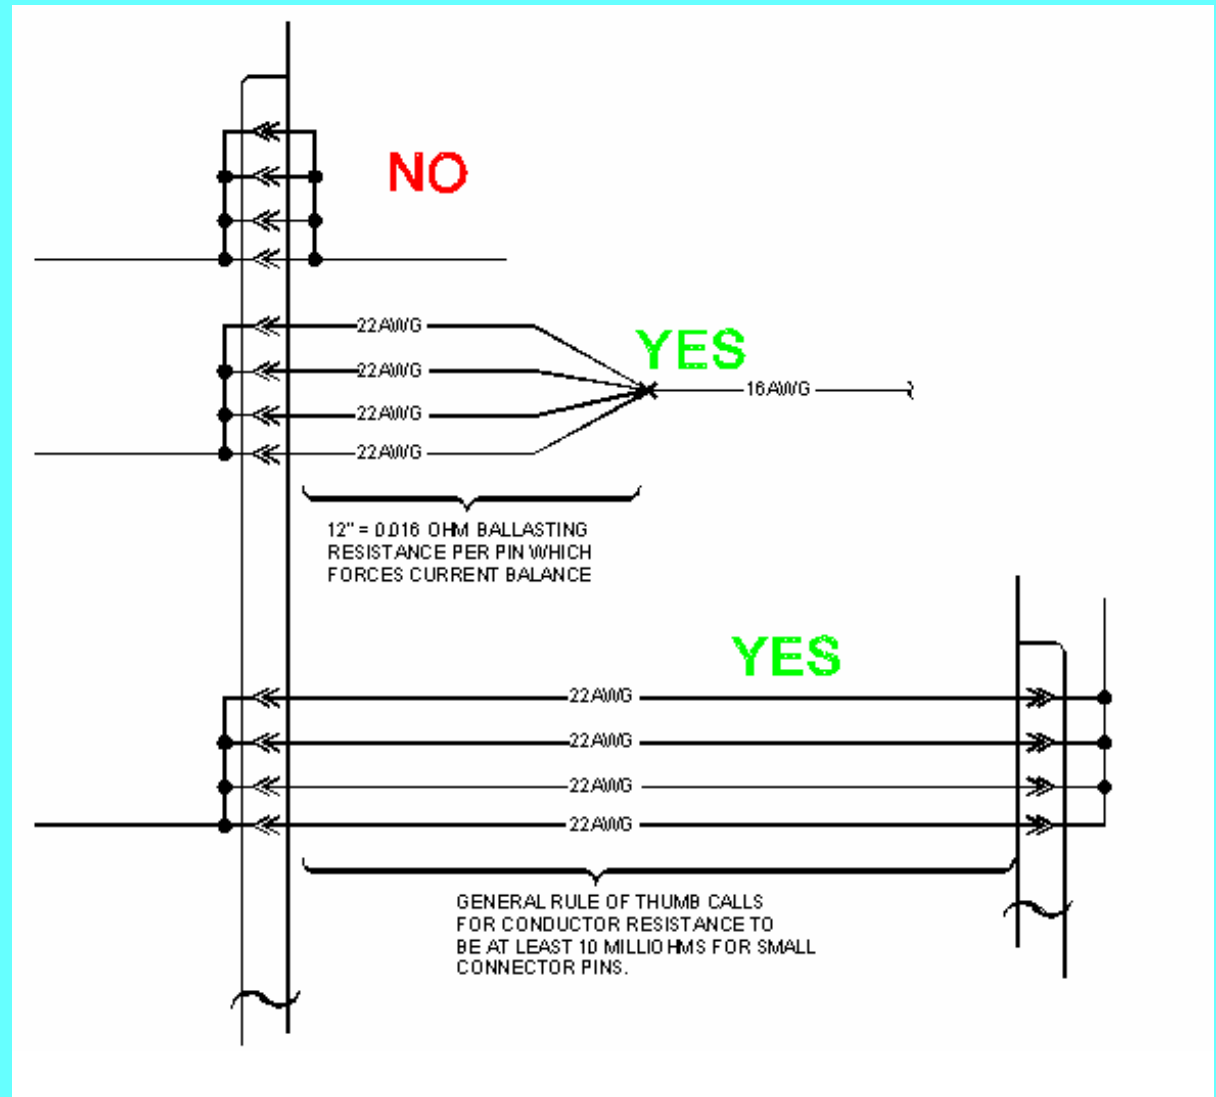 NO
22AWG
YES
22AWG
16AWG
22AWG
22AWG
12" = 0.016 OHM BALLASTING
RESISTANCE PER PIN WHICH
FORCES CURRENT BALANCE
YES
22AWG
22AWG
22AWG
22AWG
GENERAL RULE OF THUMB CALLS
FOR CONDUCTOR RESISTANCE TO
BE AT LEAST 10 MILLIOHMS FOR SMALL
CONNECTOR PINS.